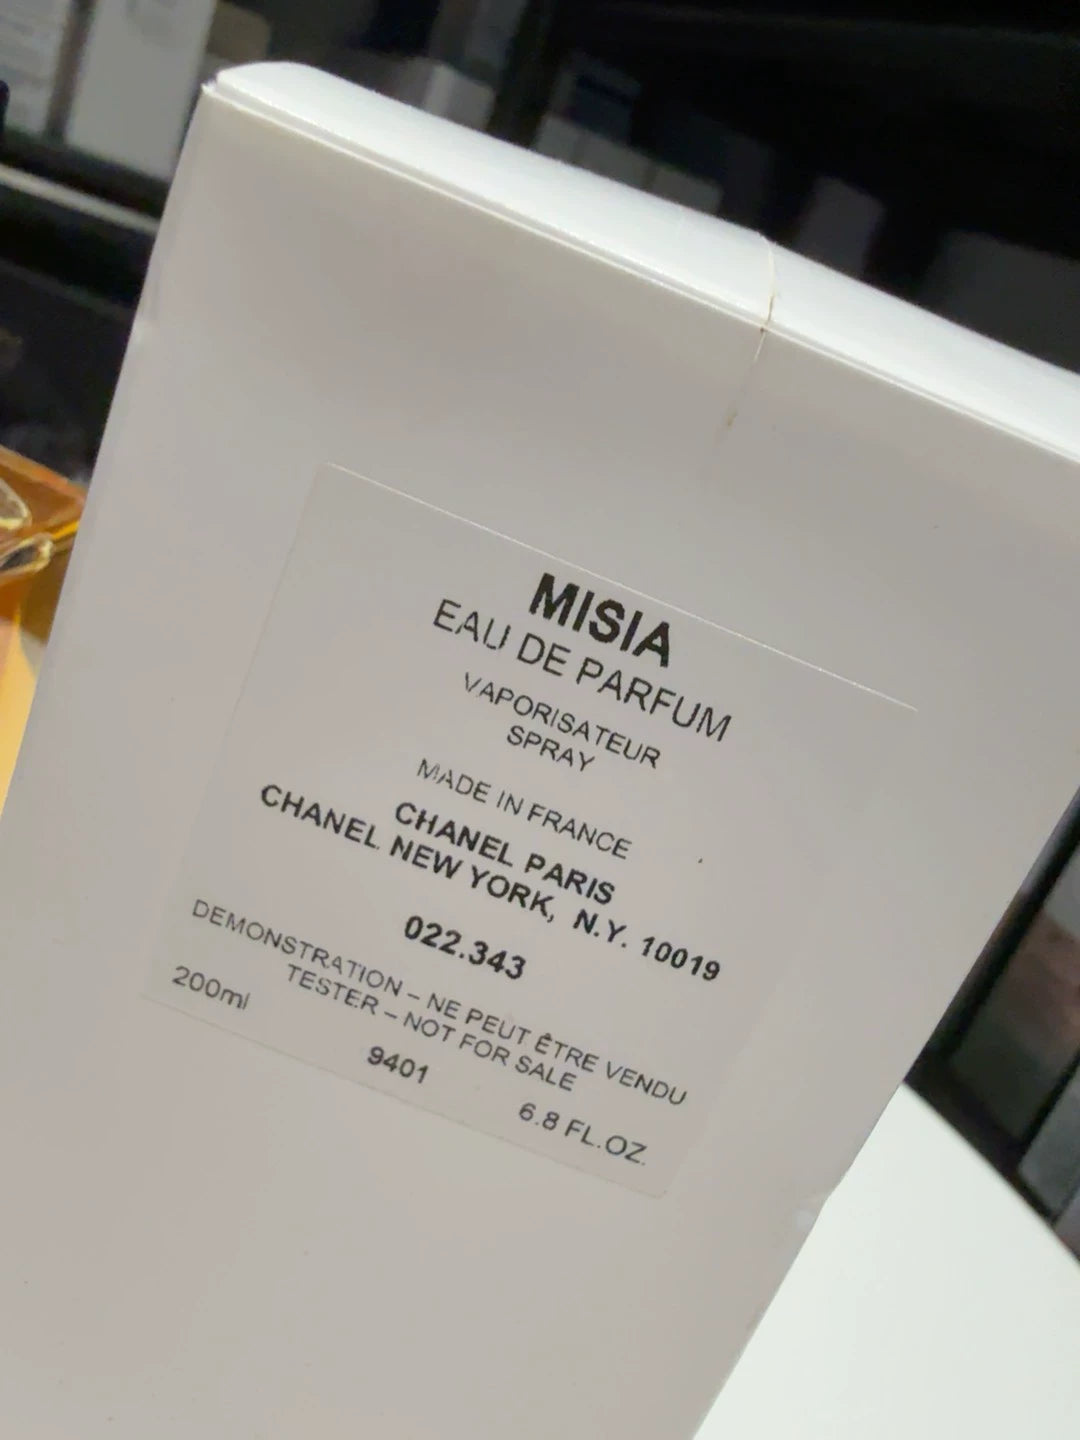 MISIA
EAU DE PARFUM
VAPORISATEUR
SPRAY
MADE IN FRANCE
CHANEL PARIS
CHANEL NEW YORK, N.Y. 10019
022.343
DEMONSTRATION – NE PEUT ÊTRE VENDU
TESTER – NOT FOR SALE
200ml
9401
6.8 FL.OZ.